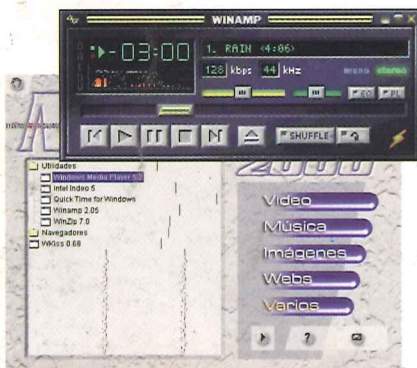 WINAMP
-03:00
1. RAIN <4:06>
128 kbps 44 kHz
mono stereo
EQ PL
SHUFFLE
A
2000
Utilidades
Windows Media Player 5.2
Intel Indeo 5
Quick Time for Windows
Winamp 2.05
WinZip 7.0
Navegadores
WKiss 0.68
Video
Música
Imágenes
Webs
Varios
?